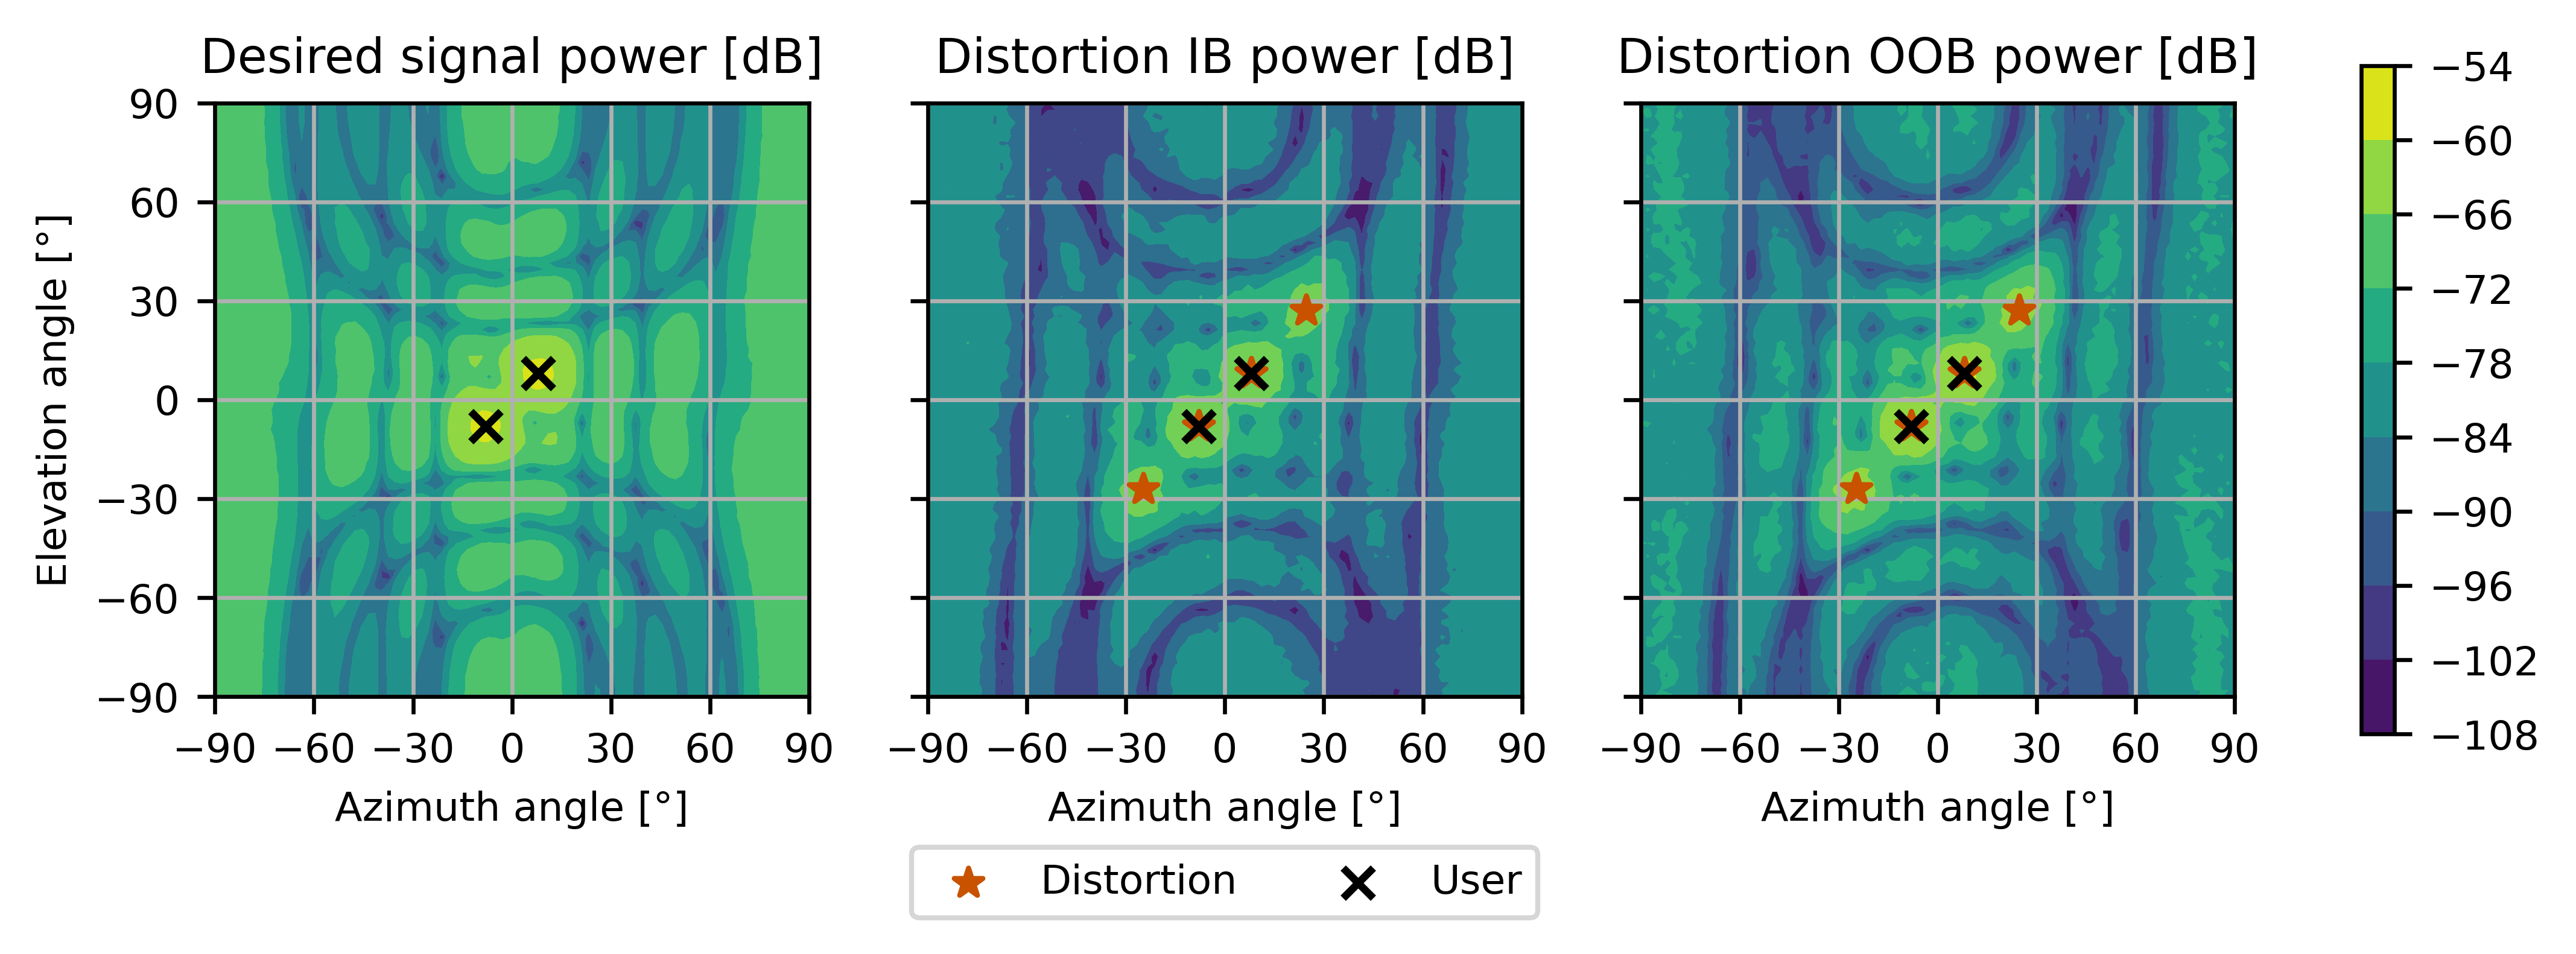 Desired signal power [dB]
Distortion IB power [dB]
Distortion OOB power [dB]
Elevation angle [°]
90
60
30
0
−30
−60
−90
−90 −60 −30 0 30 60 90
−90 −60 −30 0 30 60 90
−90 −60 −30 0 30 60 90
Azimuth angle [°]
Azimuth angle [°]
Azimuth angle [°]
−54
−60
−66
−72
−78
−84
−90
−96
−102
−108
Distortion
User